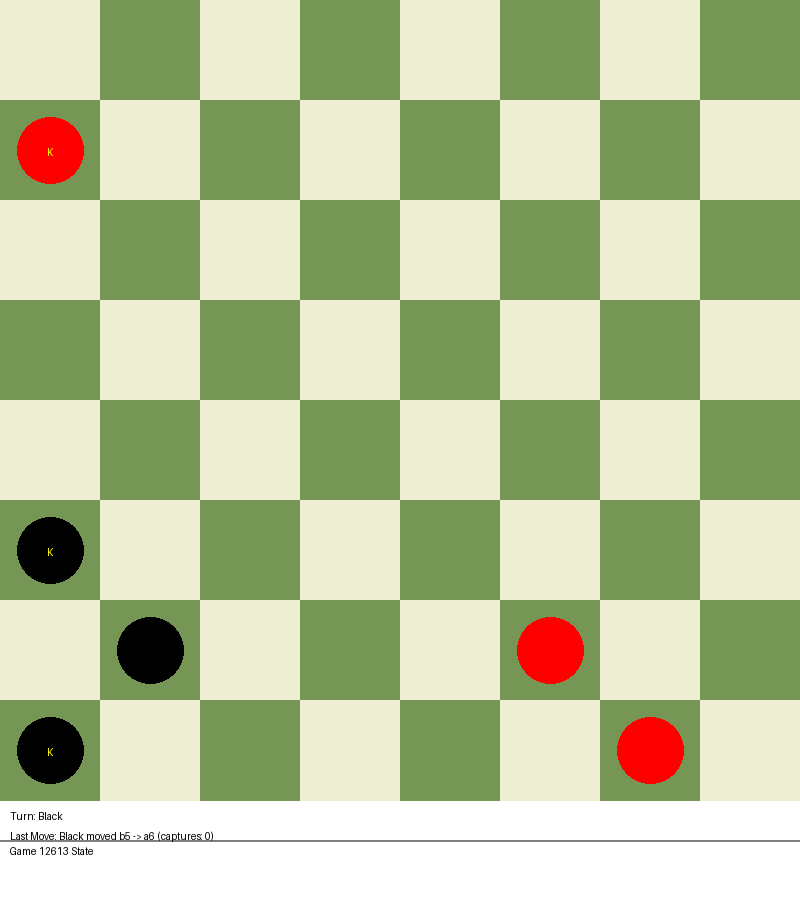 K
K
K
Turn: Black
Last Move: Black moved b5 -> a6 (captures: 0)
Game 12613 State